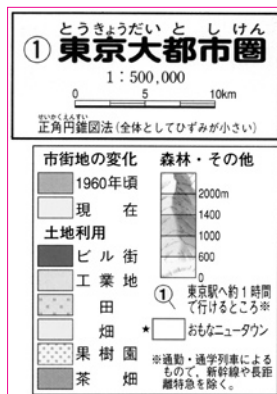 とうきょうだい と し けん
① 東京大都市圏
1:500,000
0 5 10km
せいかくえんすい
正角円錐図法(全体としてひずみが小さい)
市街地の変化
1960年頃
現 在
土地利用
ビル街
工業地
田
畑
果樹園
茶 畑
森林・その他
2000m
1400
1000
600
0
① 東京駅へ約1時間
で行けるところ※
★ おもなニュータウン
※通勤・通学列車による
もので、新幹線や長距
離特急を除く。